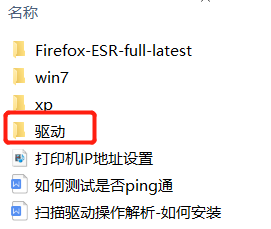 名称
Firefox-ESR-full-latest
win7
xp
驱动
打印机IP地址设置
如何测试是否ping通
扫描驱动操作解析-如何安装